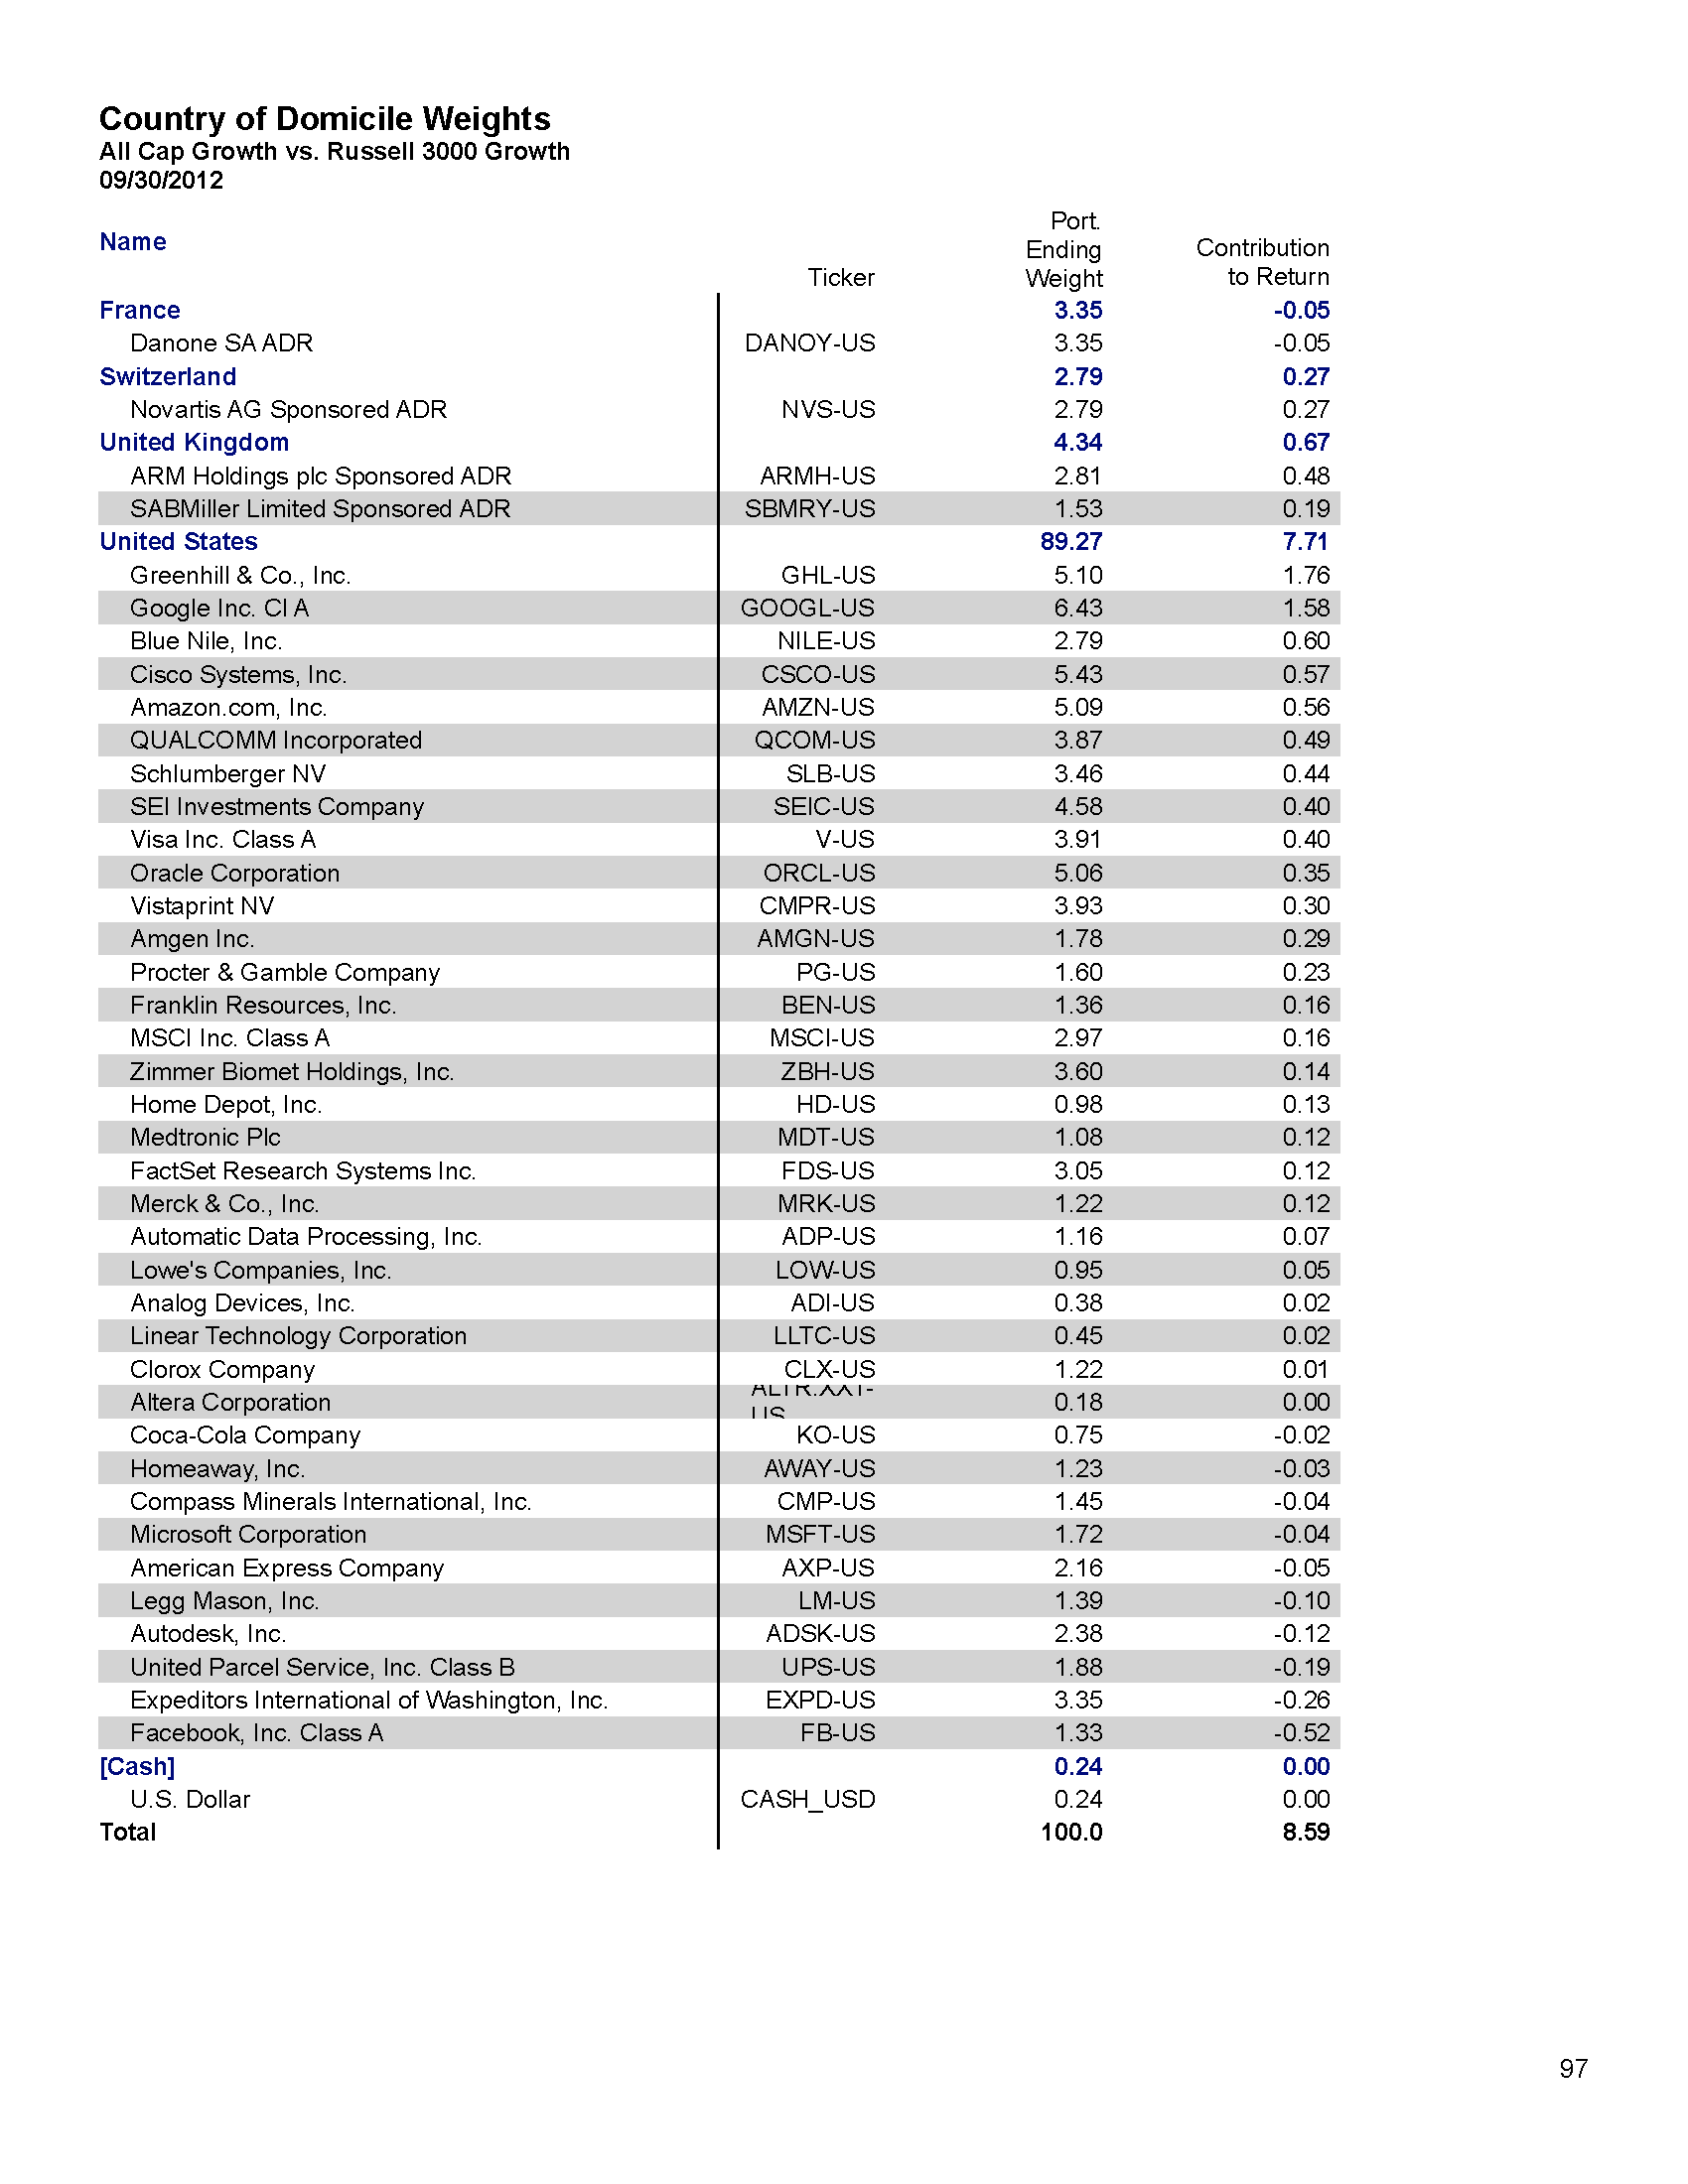 Country of Domicile Weights
All Cap Growth vs. Russell 3000 Growth
09/30/2012
Name Ticker Port. Ending Weight Contribution to Return
France 3.35 -0.05
Danone SA ADR DANOY-US 3.35 -0.05
Switzerland 2.79 0.27
Novartis AG Sponsored ADR NVS-US 2.79 0.27
United Kingdom 4.34 0.67
ARM Holdings plc Sponsored ADR ARMH-US 2.81 0.48
SABMiller Limited Sponsored ADR SBMRY-US 1.53 0.19
United States 89.27 7.71
Greenhill & Co., Inc. GHL-US 5.10 1.76
Google Inc. Cl A GOOGL-US 6.43 1.58
Blue Nile, Inc. NILE-US 2.79 0.60
Cisco Systems, Inc. CSCO-US 5.43 0.57
Amazon.com, Inc. AMZN-US 5.09 0.56
QUALCOMM Incorporated QCOM-US 3.87 0.49
Schlumberger NV SLB-US 3.46 0.44
SEI Investments Company SEIC-US 4.58 0.40
Visa Inc. Class A V-US 3.91 0.40
Oracle Corporation ORCL-US 5.06 0.35
Vistaprint NV CMPR-US 3.93 0.30
Amgen Inc. AMGN-US 1.78 0.29
Procter & Gamble Company PG-US 1.60 0.23
Franklin Resources, Inc. BEN-US 1.36 0.16
MSCI Inc. Class A MSCI-US 2.97 0.16
Zimmer Biomet Holdings, Inc. ZBH-US 3.60 0.14
Home Depot, Inc. HD-US 0.98 0.13
Medtronic Plc MDT-US 1.08 0.12
FactSet Research Systems Inc. FDS-US 3.05 0.12
Merck & Co., Inc. MRK-US 1.22 0.12
Automatic Data Processing, Inc. ADP-US 1.16 0.07
Lowe's Companies, Inc. LOW-US 0.95 0.05
Analog Devices, Inc. ADI-US 0.38 0.02
Linear Technology Corporation LLTC-US 0.45 0.02
Clorox Company CLX-US 1.22 0.01
Altera Corporation 0.18 0.00
Coca-Cola Company KO-US 0.75 -0.02
Homeaway, Inc. AWAY-US 1.23 -0.03
Compass Minerals International, Inc. CMP-US 1.45 -0.04
Microsoft Corporation MSFT-US 1.72 -0.04
American Express Company AXP-US 2.16 -0.05
Legg Mason, Inc. LM-US 1.39 -0.10
Autodesk, Inc. ADSK-US 2.38 -0.12
United Parcel Service, Inc. Class B UPS-US 1.88 -0.19
Expeditors International of Washington, Inc. EXPD-US 3.35 -0.26
Facebook, Inc. Class A FB-US 1.33 -0.52
[Cash] 0.24 0.00
U.S. Dollar CASH_USD 0.24 0.00
Total 100.0 8.59
97